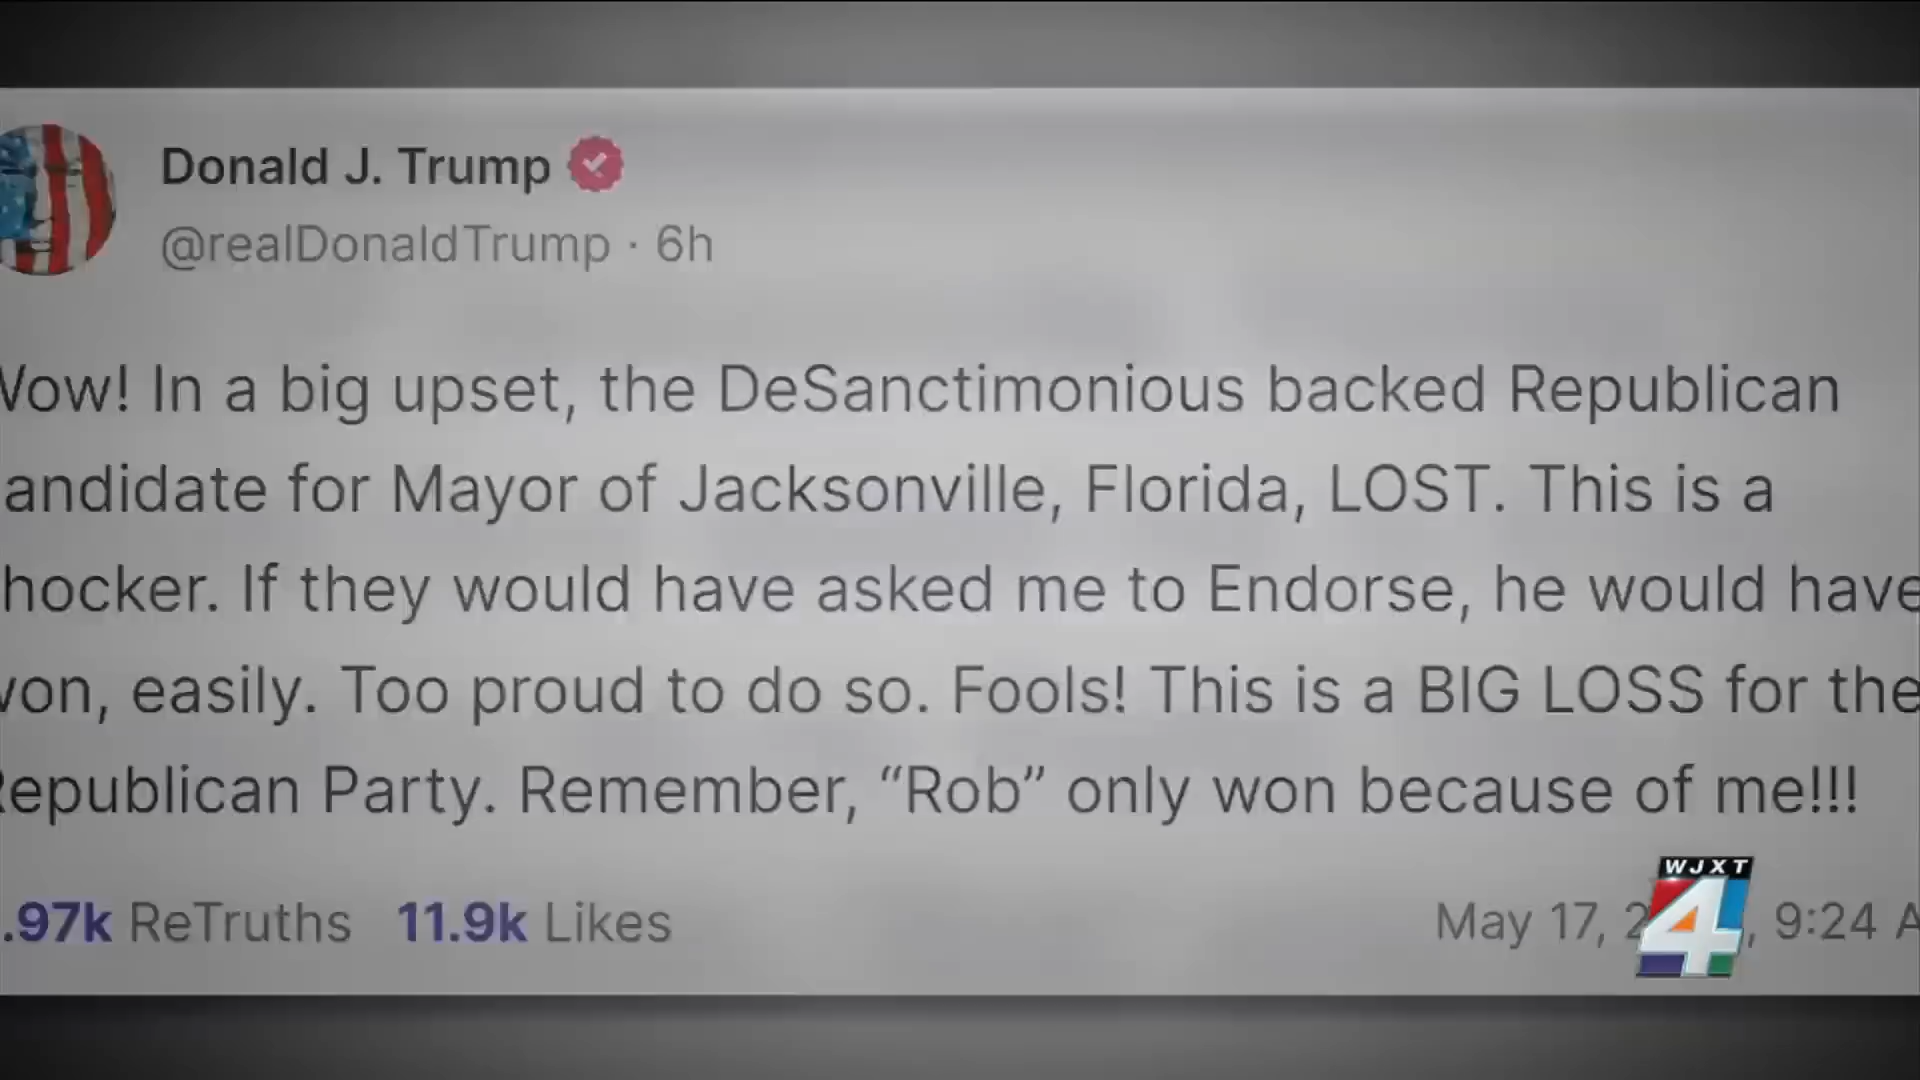 Donald J. Trump
@realDonaldTrump · 6h
Wow! In a big upset, the DeSanctimonious backed Republican
andidate for Mayor of Jacksonville, Florida, LOST. This is a
hocker. If they would have asked me to Endorse, he would have
won, easily. Too proud to do so. Fools! This is a BIG LOSS for the
Republican Party. Remember, “Rob” only won because of me!!!
.97k ReTruths 11.9k Likes
May 17, 2 , 9:24 A
WJXT
4